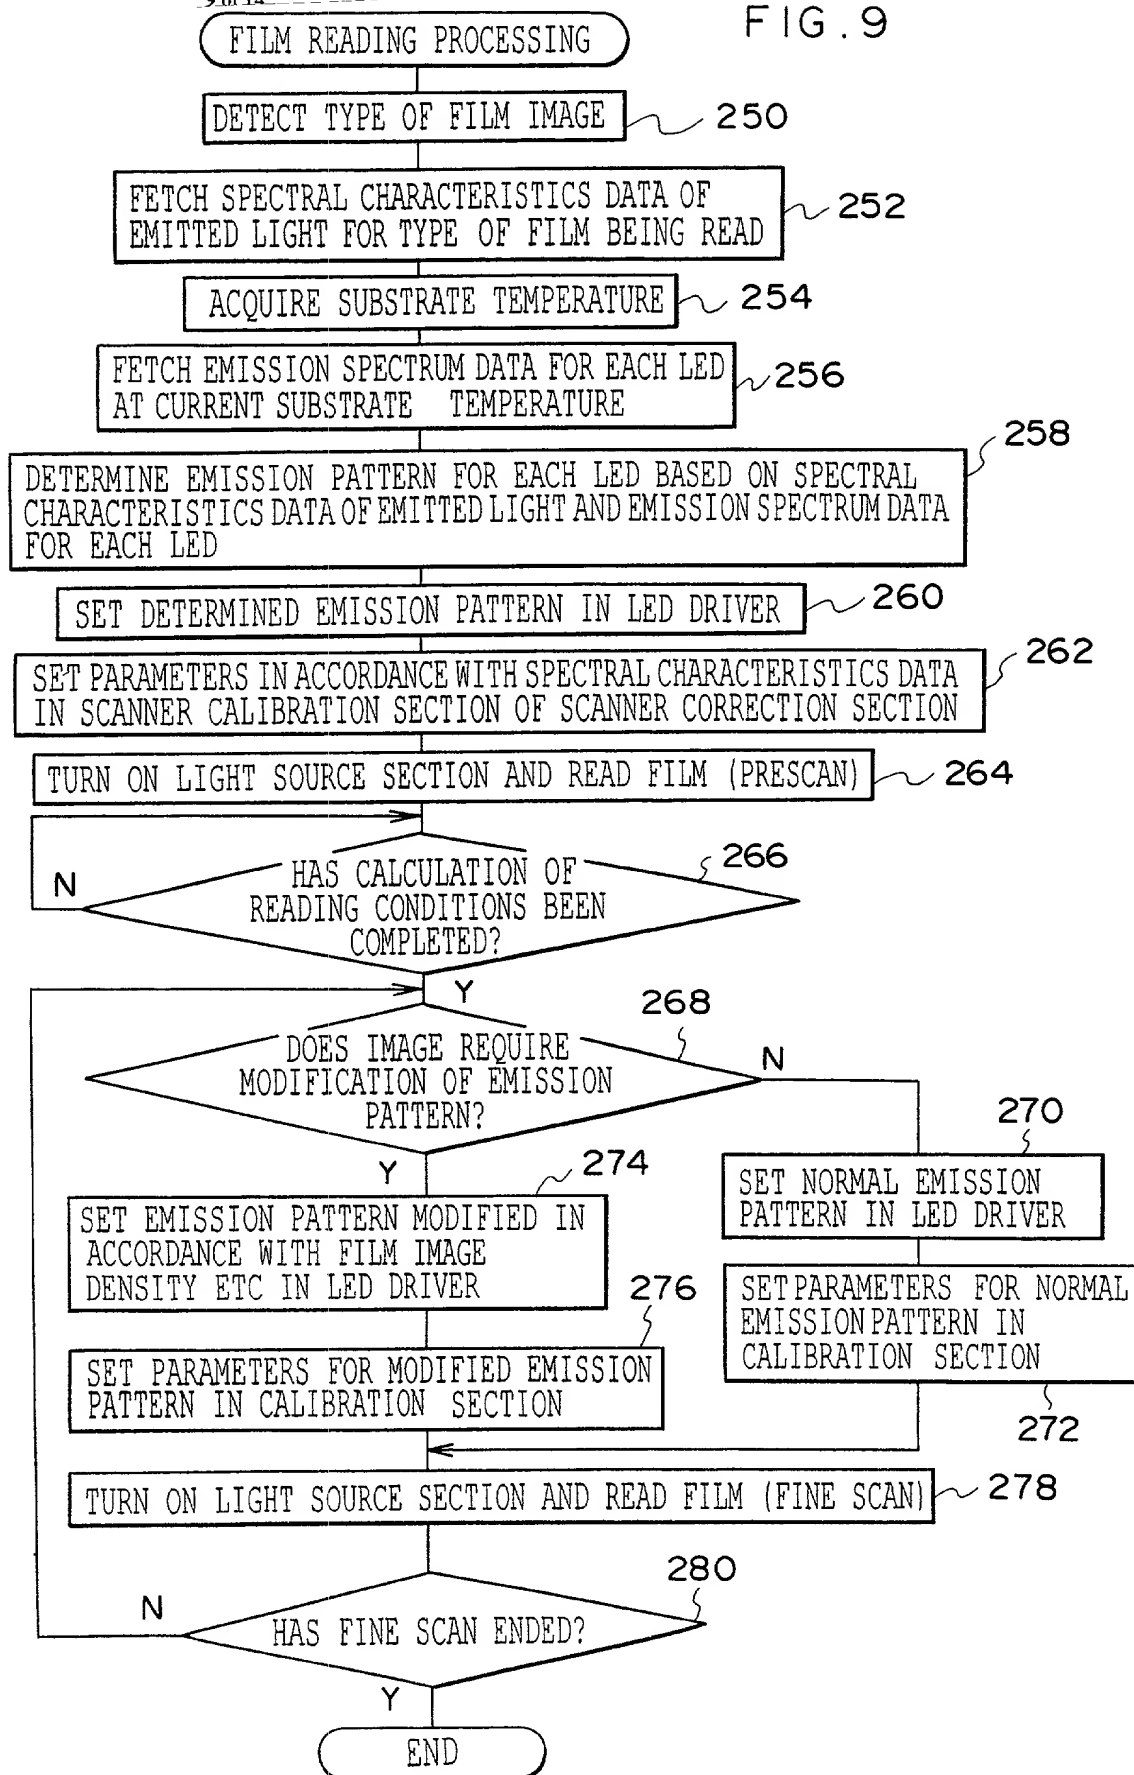 FIG.9
FILM READING PROCESSING
DETECT TYPE OF FILM IMAGE
250
FETCH SPECTRAL CHARACTERISTICS DATA OF
EMITTED LIGHT FOR TYPE OF FILM BEING READ
252
ACQUIRE SUBSTRATE TEMPERATURE
254
FETCH EMISSION SPECTRUM DATA FOR EACH LED
AT CURRENT SUBSTRATE TEMPERATURE
256
258
DETERMINE EMISSION PATTERN FOR EACH LED BASED ON SPECTRAL
CHARACTERISTICS DATA OF EMITTED LIGHT AND EMISSION SPECTRUM DATA
FOR EACH LED
SET DETERMINED EMISSION PATTERN IN LED DRIVER
260
SET PARAMETERS IN ACCORDANCE WITH SPECTRAL CHARACTERISTICS DATA
IN SCANNER CALIBRATION SECTION OF SCANNER CORRECTION SECTION
262
TURN ON LIGHT SOURCE SECTION AND READ FILM (PRESCAN)
264
266
HAS CALCULATION OF
READING CONDITIONS BEEN
COMPLETED?
N
Y
268
DOES IMAGE REQUIRE
MODIFICATION OF EMISSION
PATTERN?
N
Y
270
SET NORMAL EMISSION
PATTERN IN LED DRIVER
SET PARAMETERS FOR NORMAL
EMISSION PATTERN IN
CALIBRATION SECTION
272
274
SET EMISSION PATTERN MODIFIED IN
ACCORDANCE WITH FILM IMAGE
DENSITY ETC IN LED DRIVER
276
SET PARAMETERS FOR MODIFIED EMISSION
PATTERN IN CALIBRATION SECTION
TURN ON LIGHT SOURCE SECTION AND READ FILM (FINE SCAN)
278
280
N
HAS FINE SCAN ENDED?
Y
END